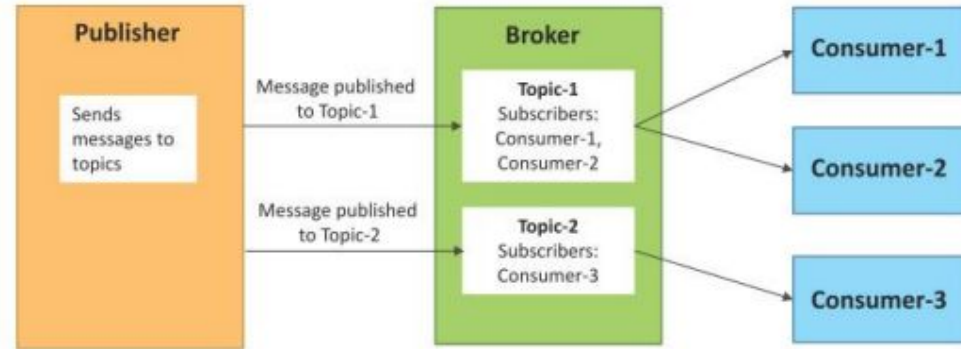 Publisher
Sends
messages to
topics
Message published
to Topic-1
Message published
to Topic-2
Broker
Topic-1
Subscribers:
Consumer-1,
Consumer-2
Topic-2
Subscribers:
Consumer-3
Consumer-1
Consumer-2
Consumer-3